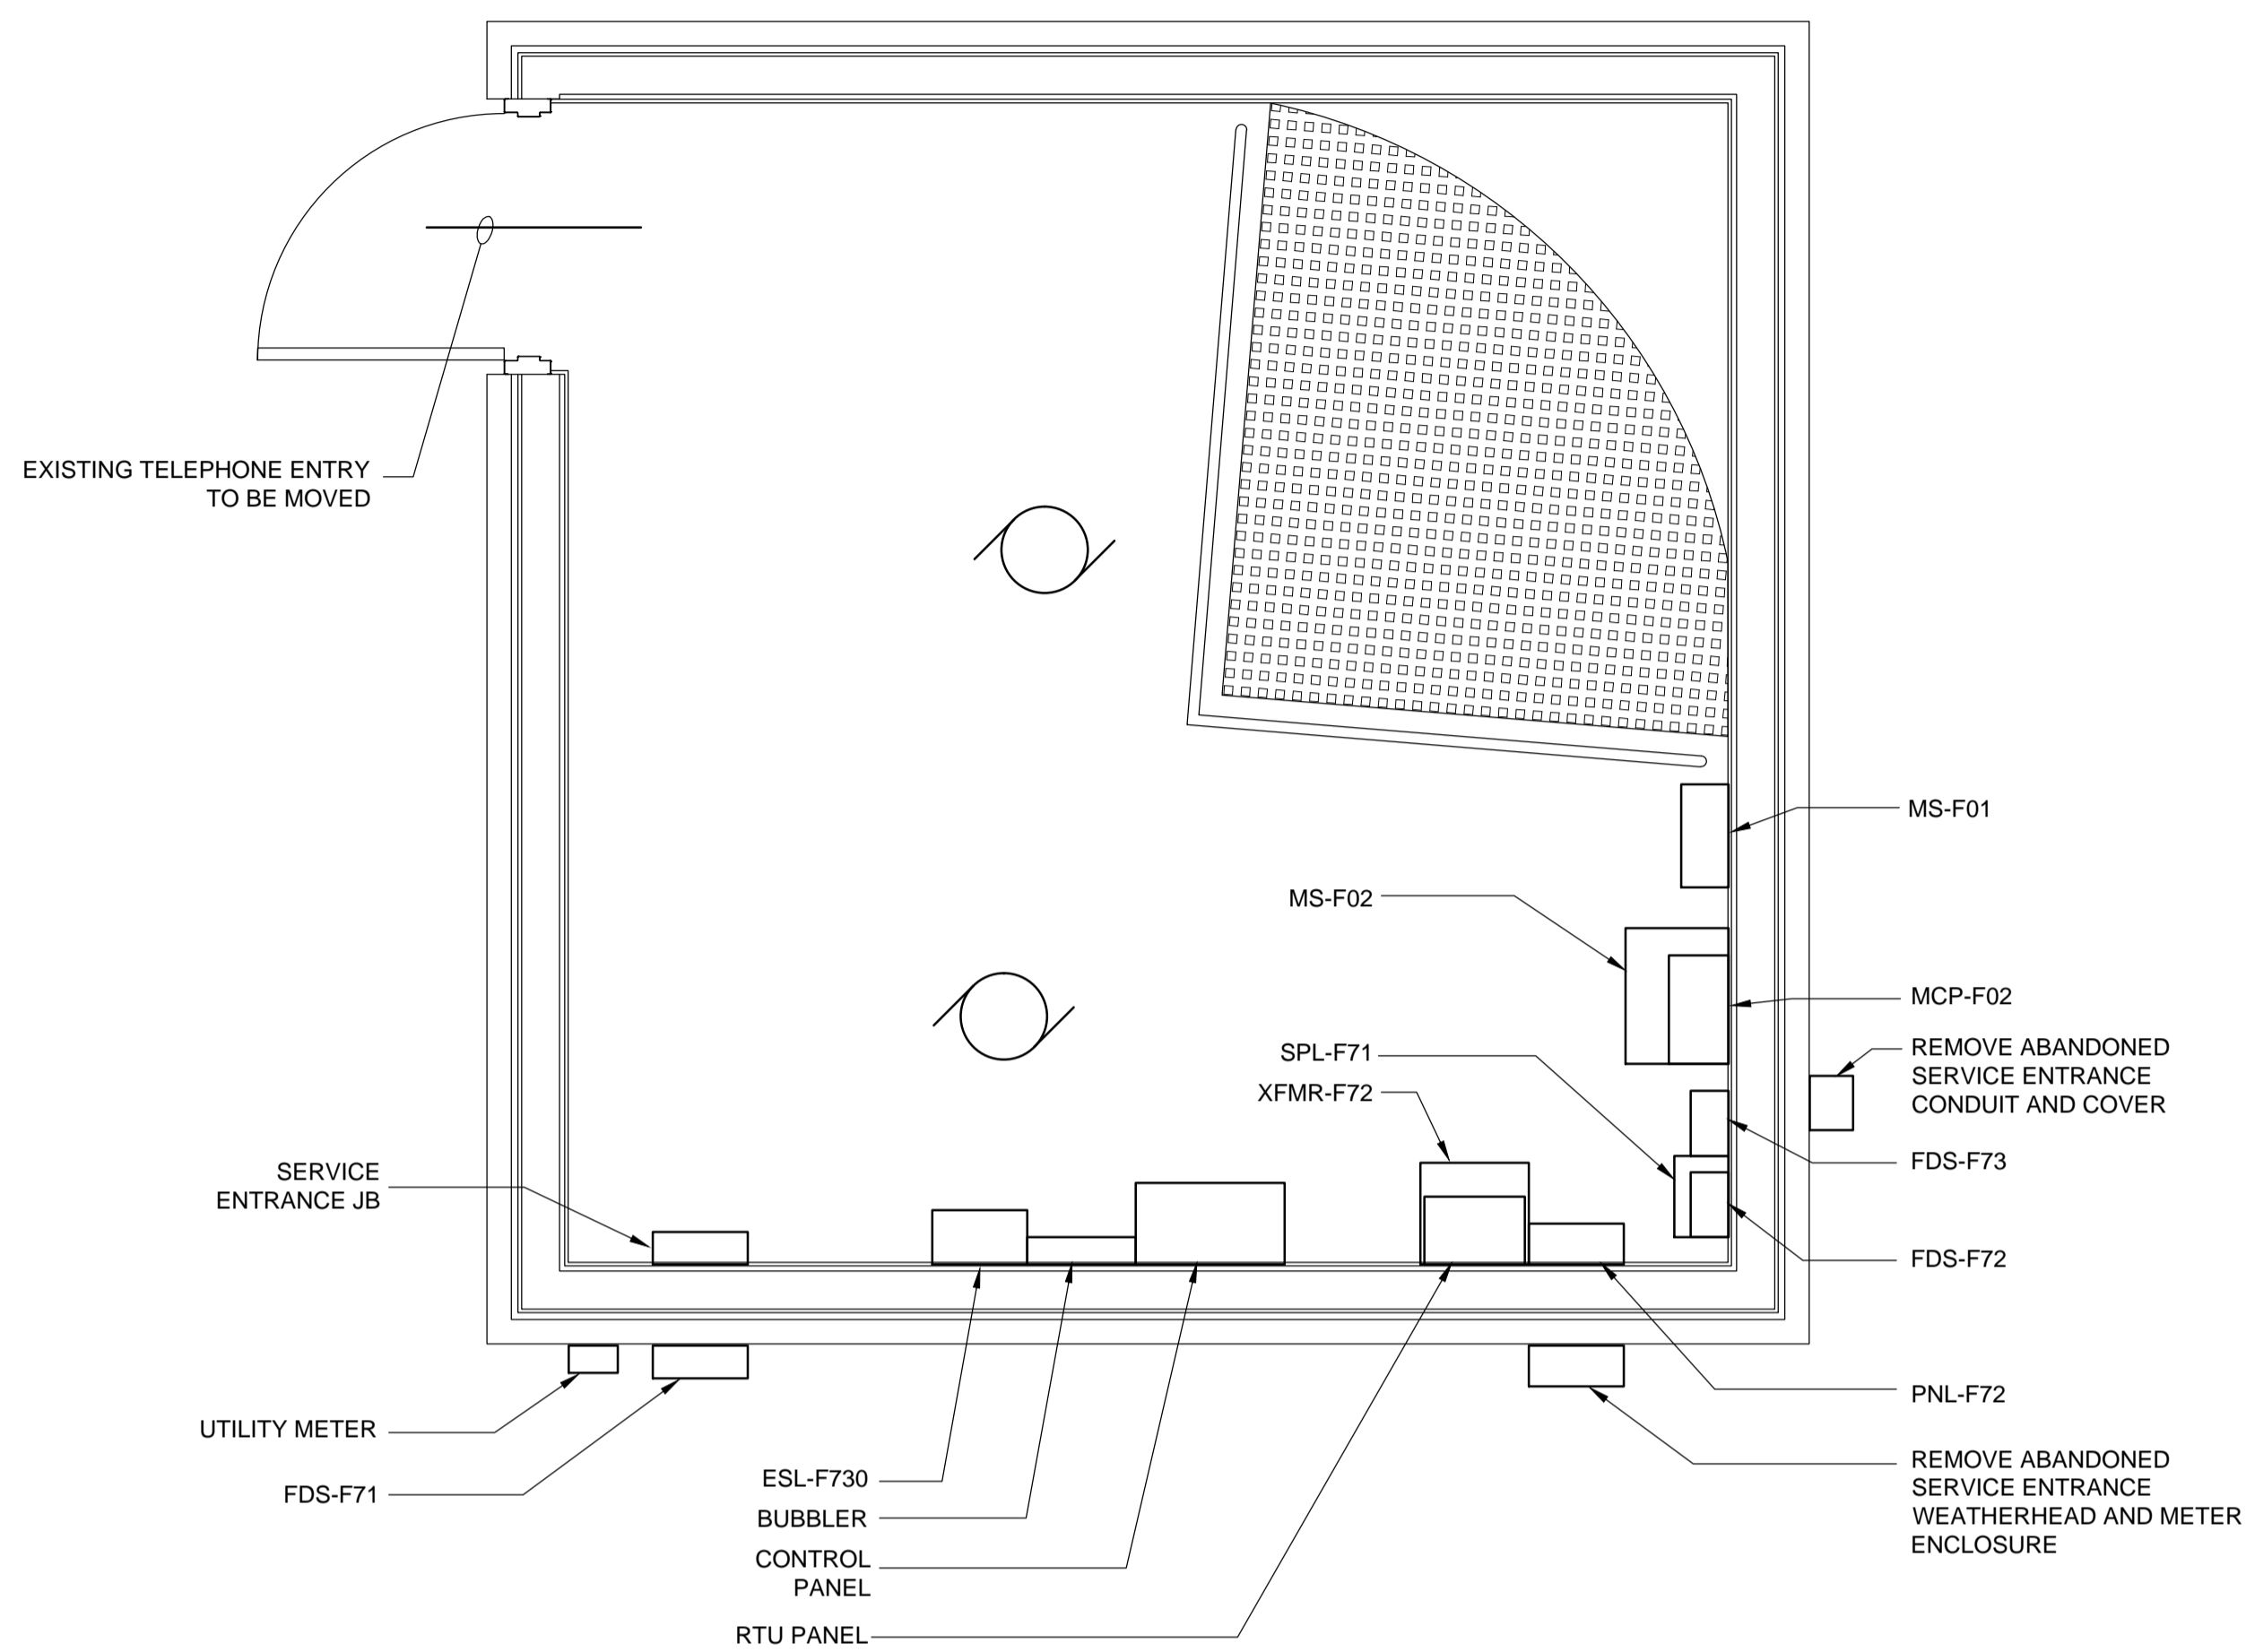 EXISTING TELEPHONE ENTRY
TO BE MOVED
MS-F01
MS-F02
MCP-F02
REMOVE ABANDONED
SERVICE ENTRANCE
CONDUIT AND COVER
SPL-F71
XFMR-F72
FDS-F73
SERVICE
ENTRANCE JB
FDS-F72
PNL-F72
UTILITY METER
REMOVE ABANDONED
SERVICE ENTRANCE
WEATHERHEAD AND METER
ENCLOSURE
FDS-F71
ESL-F730
BUBBLER
CONTROL
PANEL
RTU PANEL